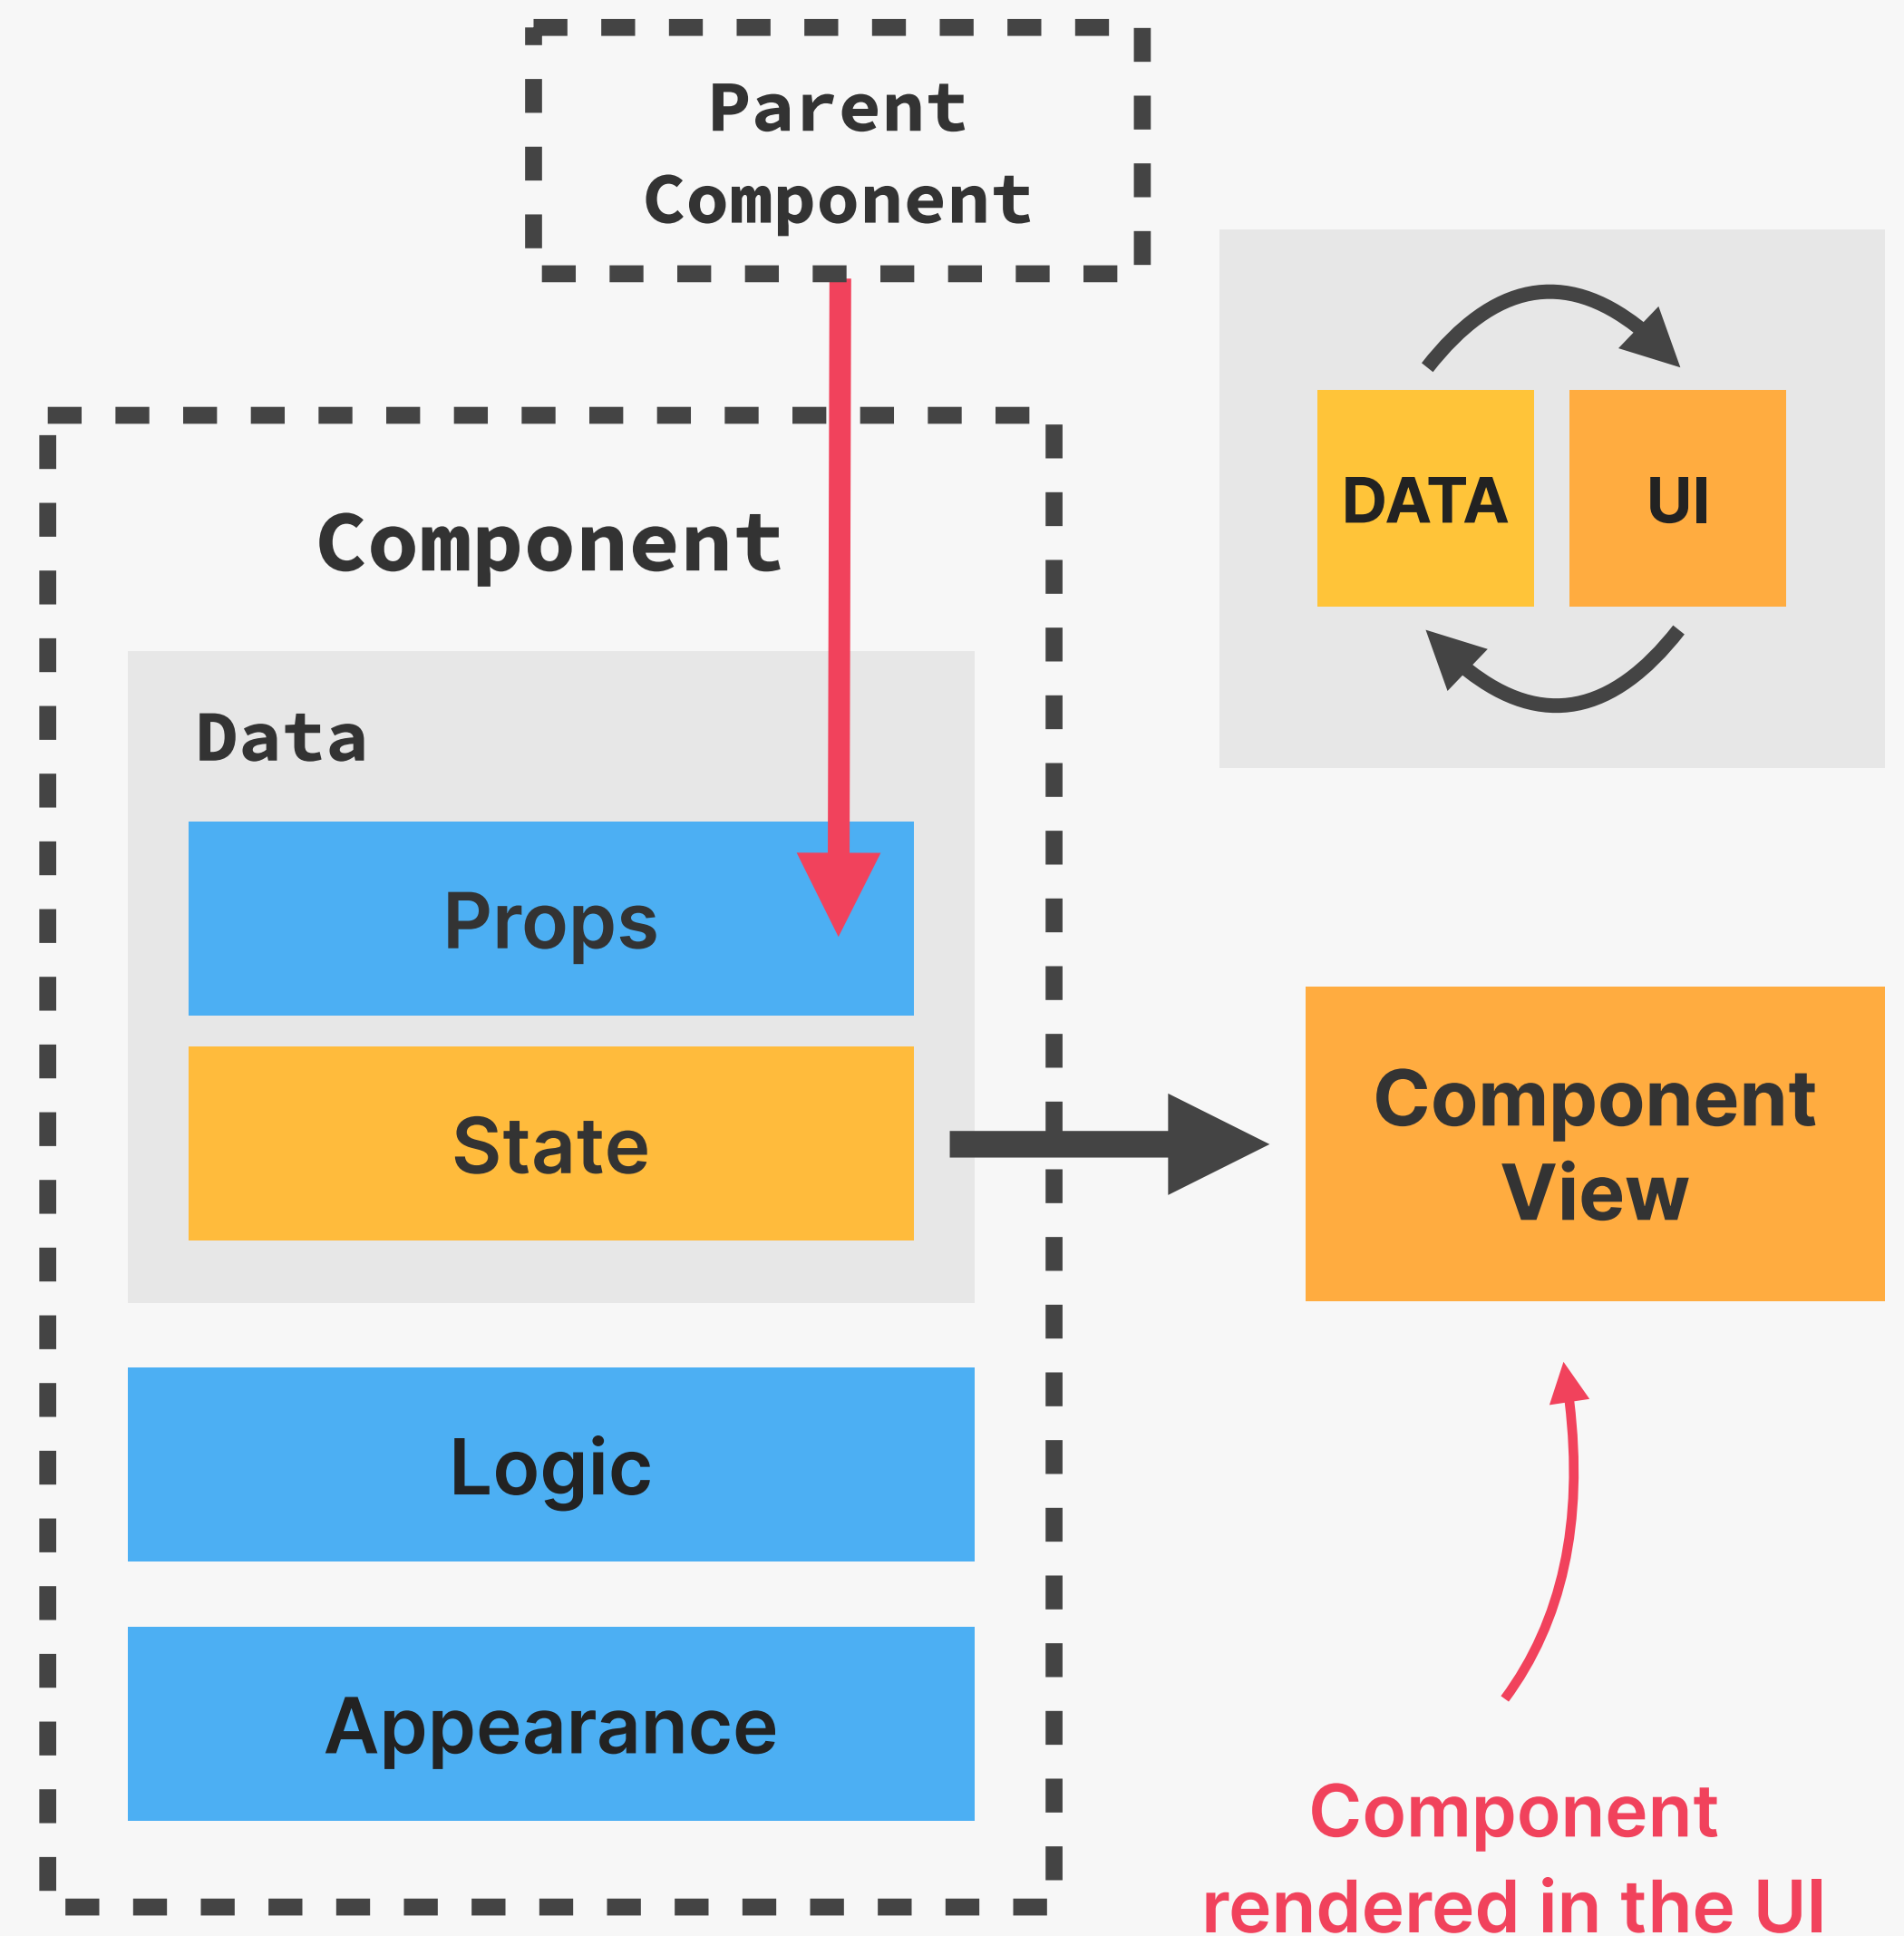 Parent
Component
Component
Data
Props
State
Logic
Appearance
DATA
UI
Component
View
Component
rendered in the UI